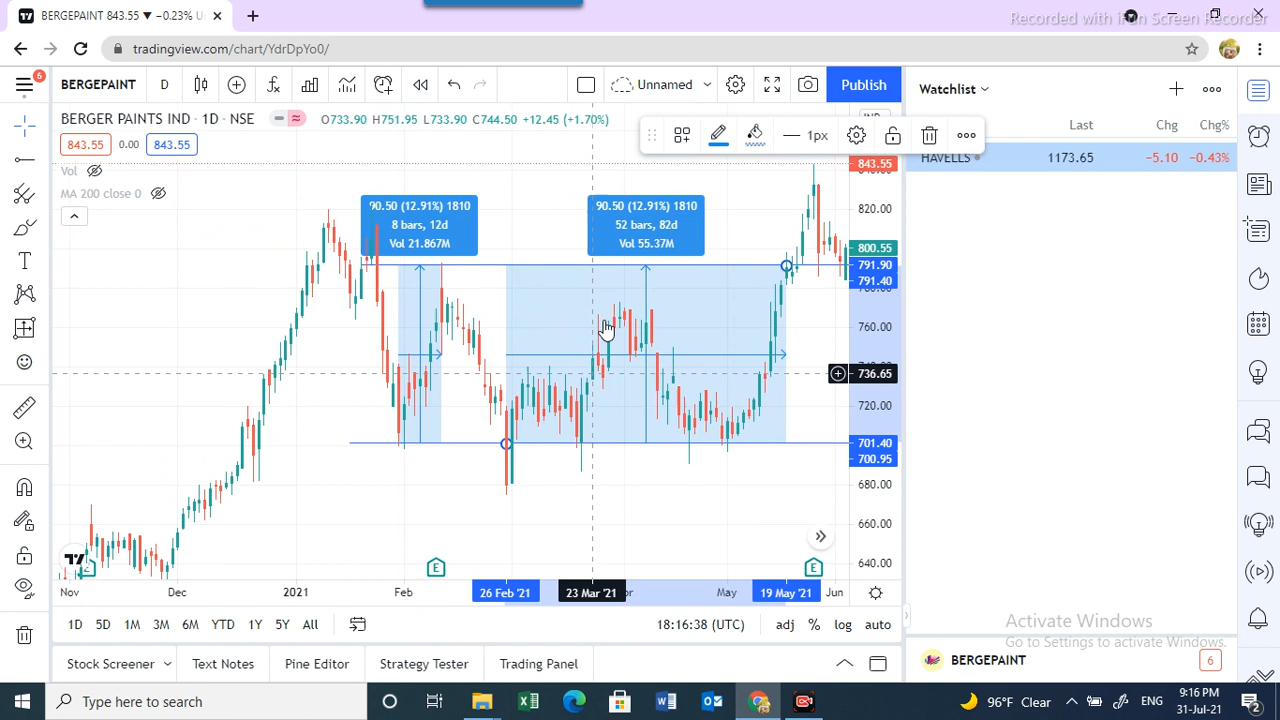 BERGEPAINT 843.55 ▼ −0.23% U
Recorded with iFun Screen Recorder
tradingview.com/chart/YdrDpYo0/
6
BERGEPAINT
D
Unnamed
Publish
Watchlist
BERGER PAINTS IND · 1D · NSE
O733.90 H751.95 L733.90 C744.50 +12.45 (+1.70%)
843.55 0.00 843.55
1px
Last Chg Chg%
HAVELLS 1173.65 −5.10 −0.43%
Vol
MA 200 close 0
90.50 (12.91%) 1810
8 bars, 12d
Vol 21.867M
90.50 (12.91%) 1810
52 bars, 82d
Vol 55.37M
843.55
820.00
800.55
791.90
791.40
780.00
760.00
740.00
736.65
720.00
701.40
700.95
680.00
660.00
640.00
E
E
Nov Dec 2021 Feb 26 Feb '21 23 Mar '21 May 19 May '21 Jun
1D 5D 1M 3M 6M YTD 1Y 5Y All
18:16:38 (UTC) adj % log auto
Activate Windows
Go to Settings to activate Windows.
Stock Screener Text Notes Pine Editor Strategy Tester Trading Panel
BERGEPAINT 6
Type here to search
96°F Clear
ENG
9:16 PM
31-Jul-21
2